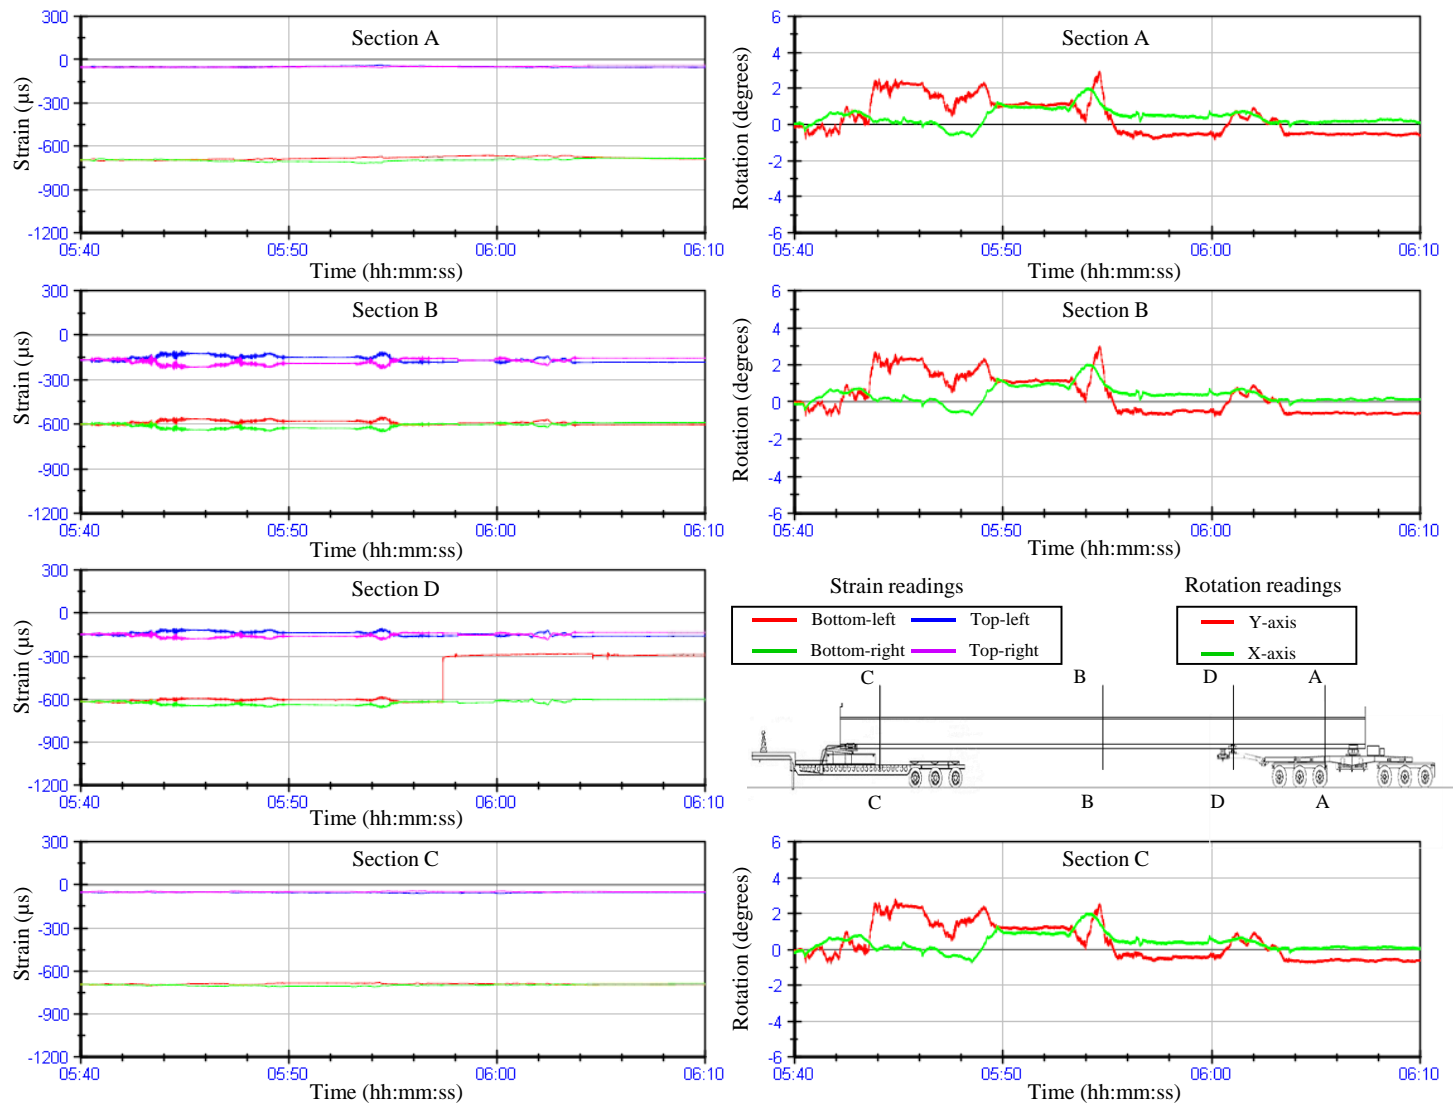 Section A
Strain (µs)
300
0
-300
-600
-900
-1200
05:40
05:50
06:00
06:10
Time (hh:mm:ss)
Section A
Rotation (degrees)
6
4
2
0
-2
-4
-6
05:40
05:50
06:00
06:10
Time (hh:mm:ss)
Section B
Strain (µs)
300
0
-300
-600
-900
-1200
05:40
05:50
06:00
06:10
Time (hh:mm:ss)
Section B
Rotation (degrees)
6
4
2
0
-2
-4
-6
05:40
05:50
06:00
06:10
Time (hh:mm:ss)
Section D
Strain (µs)
300
0
-300
-600
-900
-1200
05:40
05:50
06:00
06:10
Time (hh:mm:ss)
Strain readings
Bottom-left
Top-left
Bottom-right
Top-right
Rotation readings
Y-axis
X-axis
C
B
D
A
C
B
D
A
Section C
Strain (µs)
300
0
-300
-600
-900
-1200
05:40
05:50
06:00
06:10
Time (hh:mm:ss)
Section C
Rotation (degrees)
6
4
2
0
-2
-4
-6
05:40
05:50
06:00
06:10
Time (hh:mm:ss)